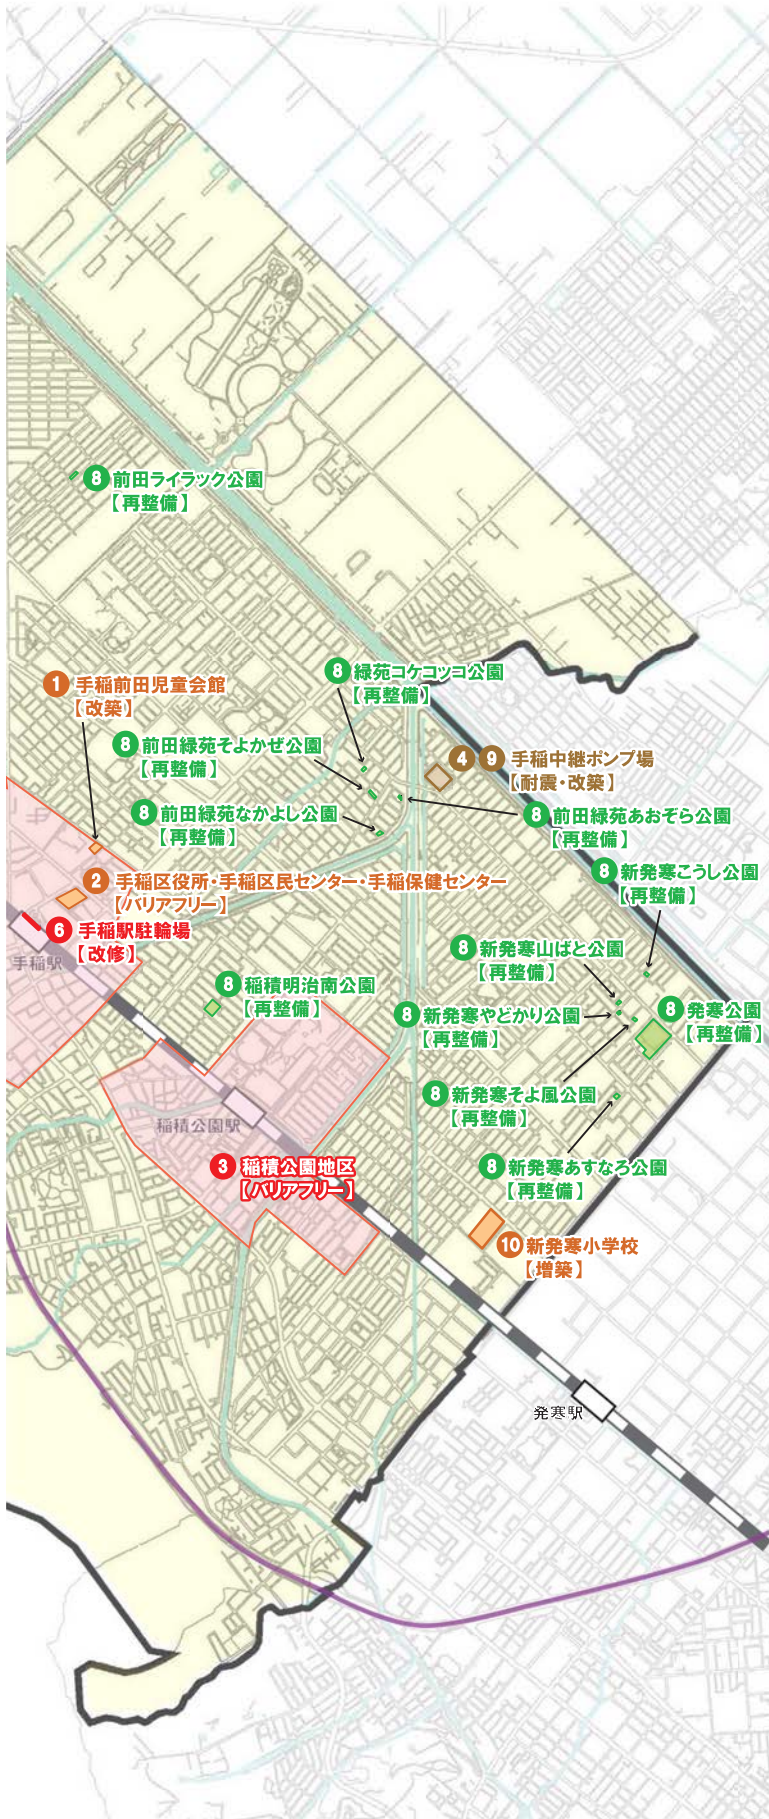 8 前田ライラック公園
【再整備】
8 緑苑コケコッコ公園
【再整備】
1 手稲前田児童会館
【改築】
8 前田緑苑そよかぜ公園
【再整備】
4 9 手稲中継ポンプ場
【耐震・改築】
8 前田緑苑なかよし公園
【再整備】
8 前田緑苑あおぞら公園
【再整備】
8 新発寒こうし公園
【再整備】
2 手稲区役所・手稲区民センター・手稲保健センター
【バリアフリー】
6 手稲駅駐輪場
【改修】
手稲駅
8 新発寒山ばと公園
【再整備】
8 稲積明治南公園
【再整備】
8 新発寒やどかり公園
【再整備】
8 発寒公園
【再整備】
8 新発寒そよ風公園
【再整備】
稲積公園駅
3 稲積公園地区
【バリアフリー】
8 新発寒あすなろ公園
【再整備】
10 新発寒小学校
【増築】
発寒駅